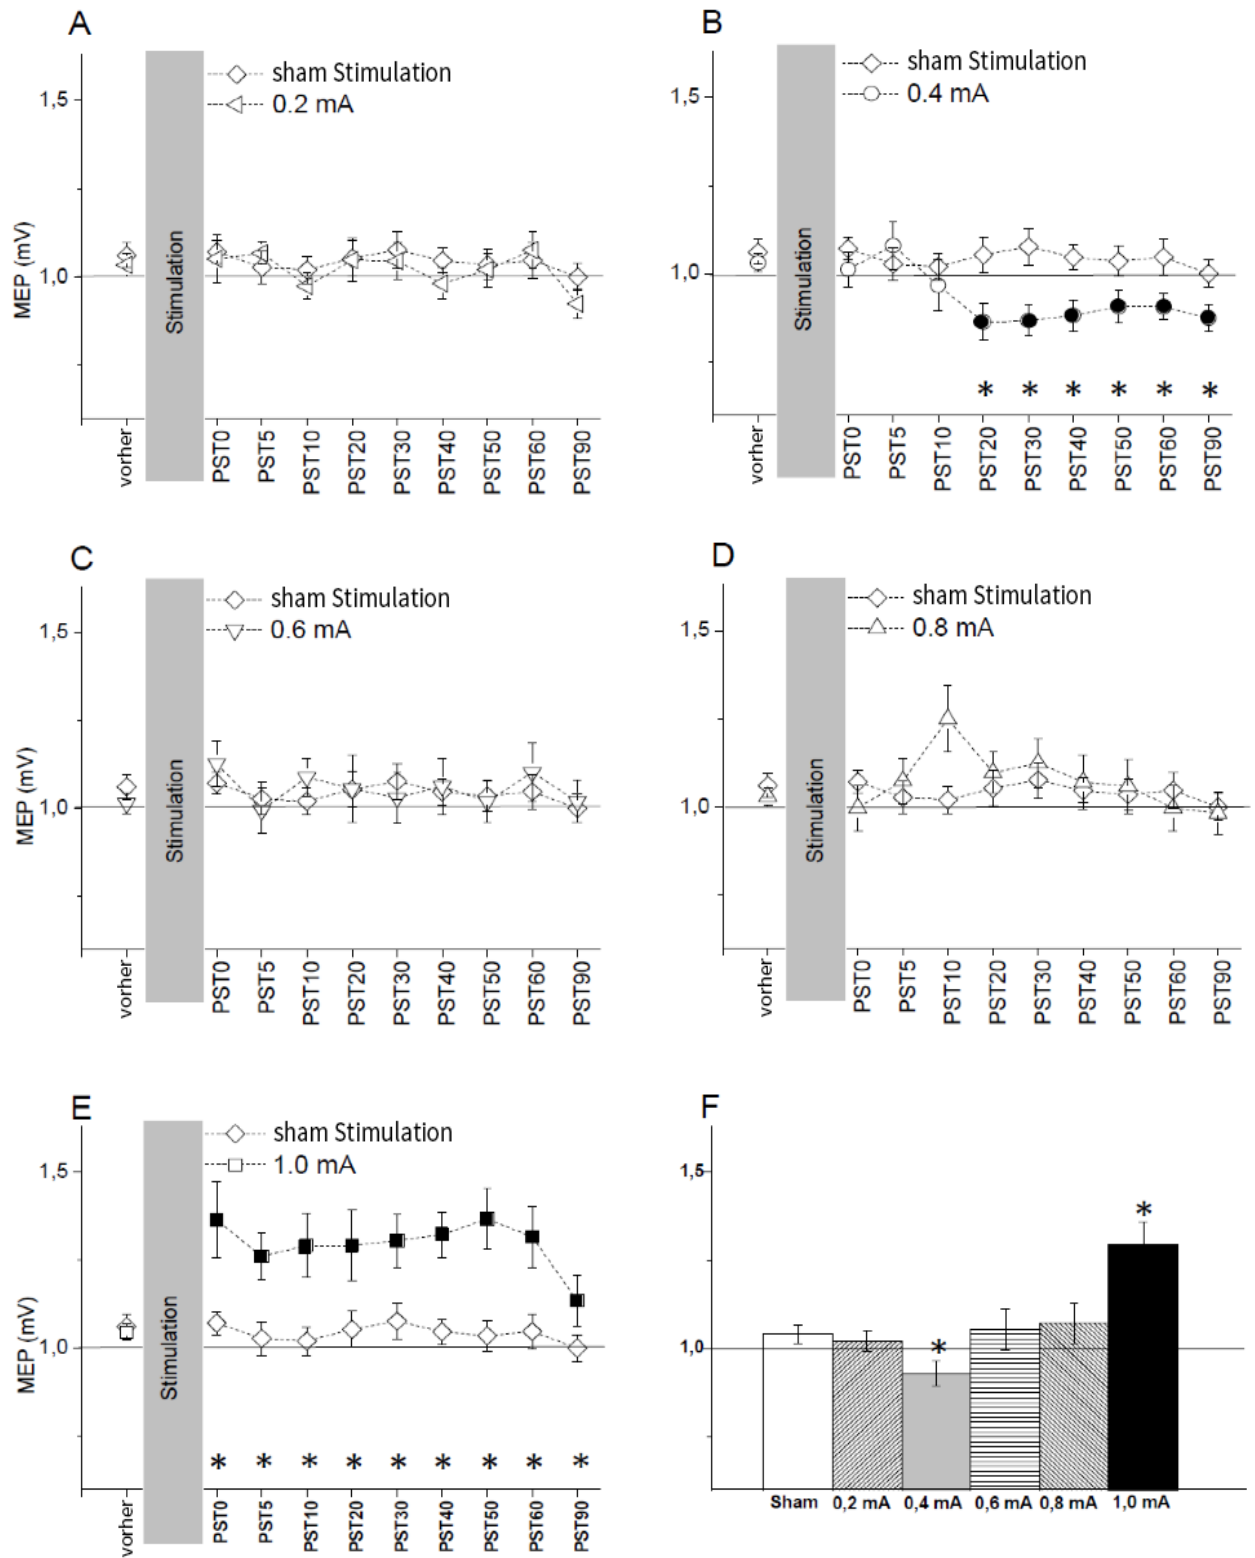 A
sham Stimulation
0.2 mA
1,5
1,0
MEP (mV)
Stimulation
vorher
PST0
PST5
PST10
PST20
PST30
PST40
PST50
PST60
PST90
B
sham Stimulation
0.4 mA
1,5
1,0
Stimulation
* * * * * *
vorher
PST0
PST5
PST10
PST20
PST30
PST40
PST50
PST60
PST90
C
sham Stimulation
0.6 mA
1,5
1,0
MEP (mV)
Stimulation
vorher
PST0
PST5
PST10
PST20
PST30
PST40
PST50
PST60
PST90
D
sham Stimulation
0.8 mA
1,5
1,0
Stimulation
vorher
PST0
PST5
PST10
PST20
PST30
PST40
PST50
PST60
PST90
E
sham Stimulation
1.0 mA
1,5
1,0
MEP (mV)
Stimulation
* * * * * * * * *
vorher
PST0
PST5
PST10
PST20
PST30
PST40
PST50
PST60
PST90
F
1,5
*
1,0
*
Sham 0,2 mA 0,4 mA 0,6 mA 0,8 mA 1,0 mA